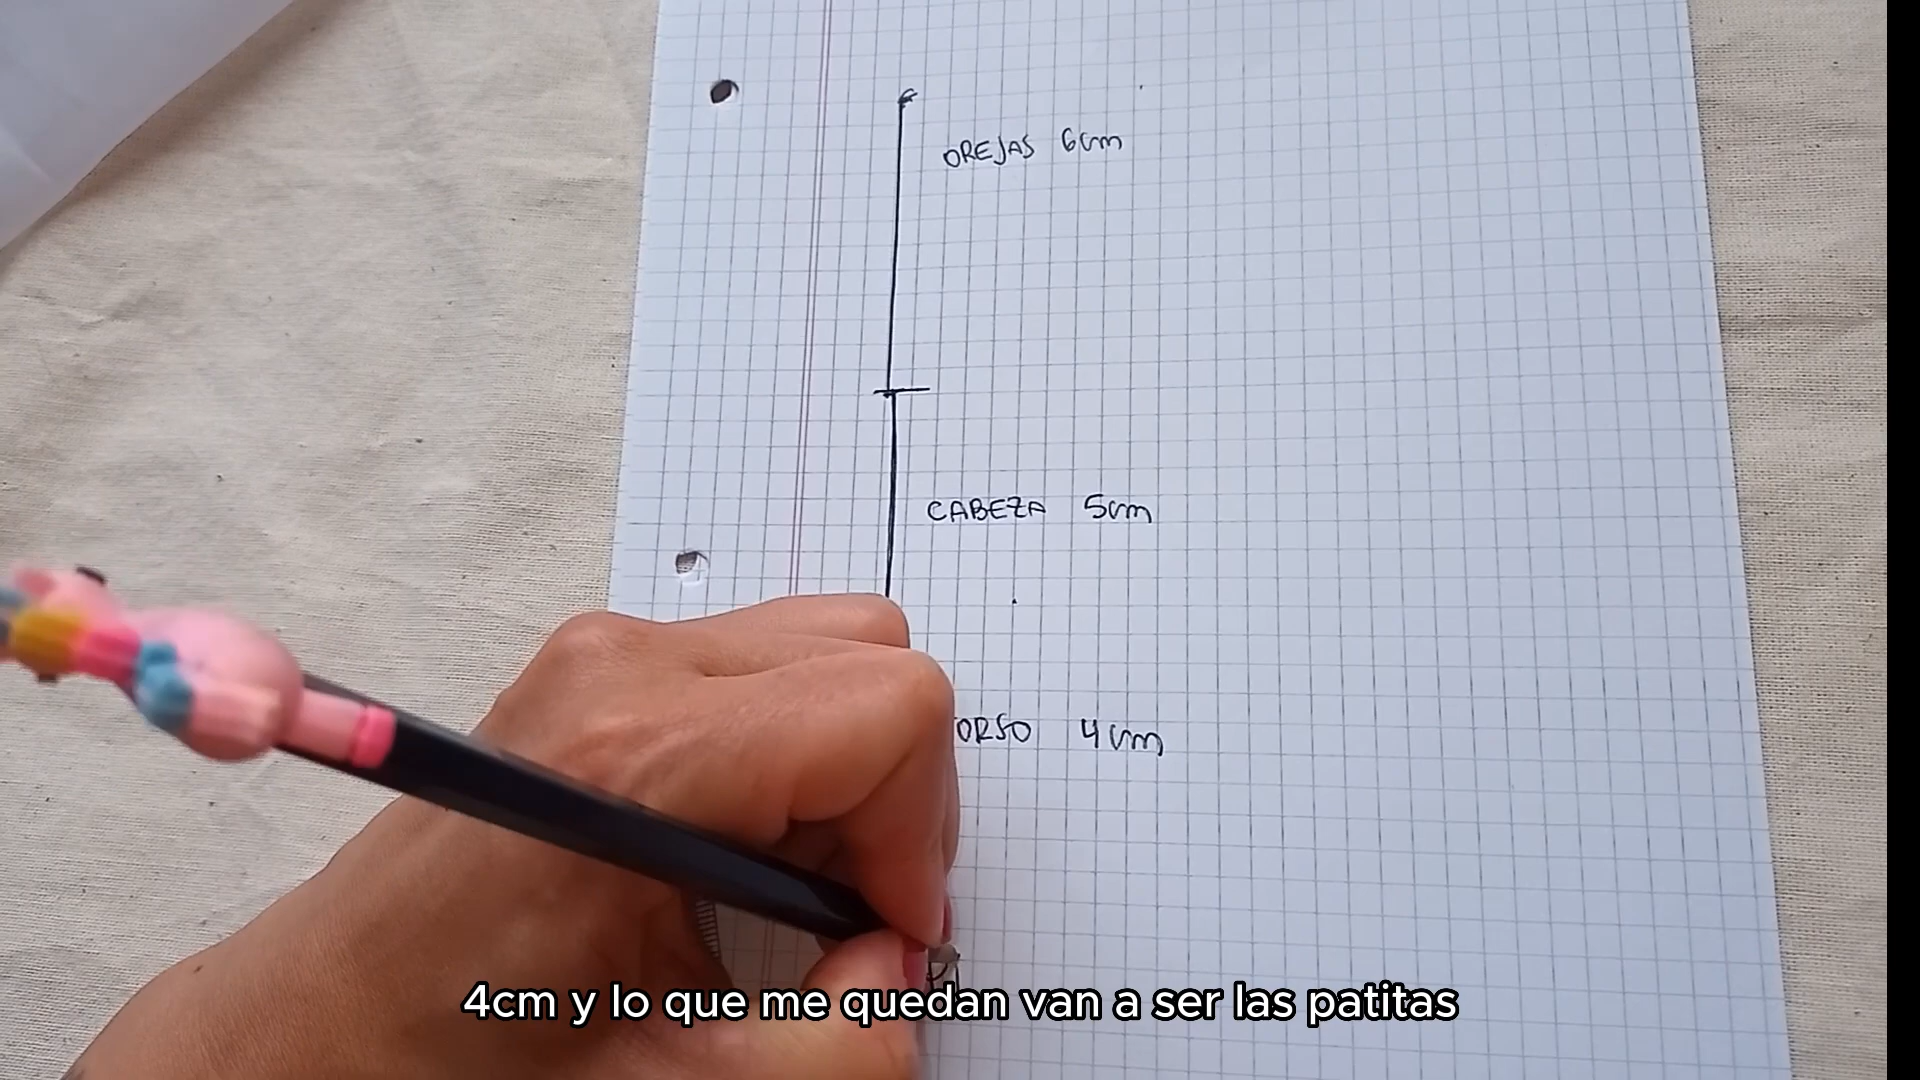 OREJAS 6cm
CABEZA 5cm
ORSO 4cm
4cm y lo que me quedan van a ser las patitas